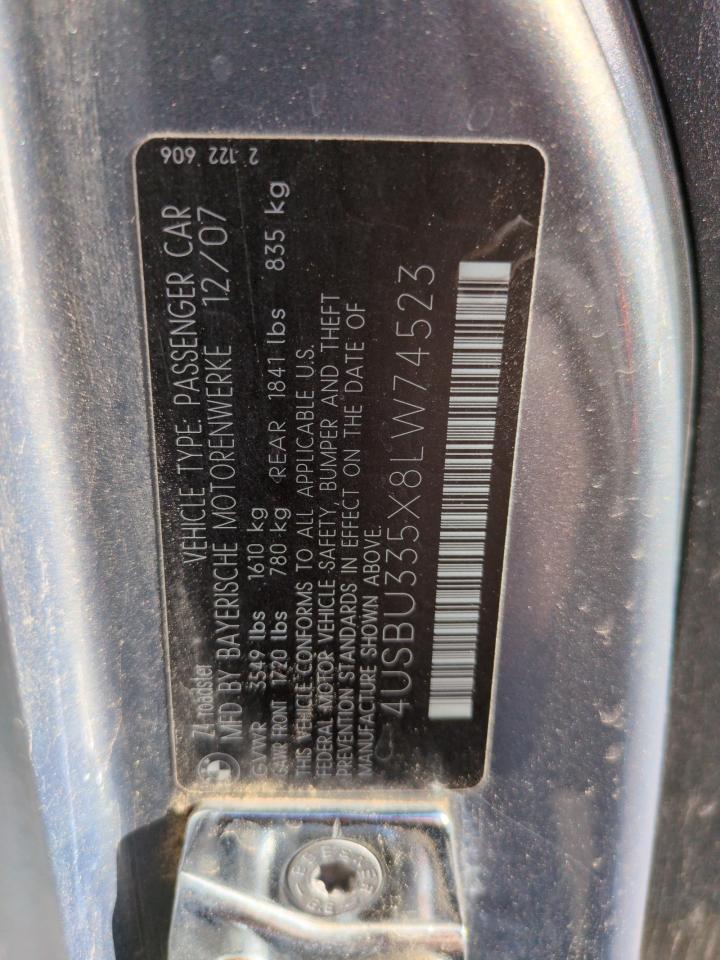 2 122 606
VEHICLE TYPE: PASSENGER CAR
Z4 roadster
MFD BY BAYERISCHE MOTORENWERKE 12/07
GVWR 3549 lbs 1610 kg
GAWR FRONT 1720 lbs 780 kg REAR 1841 lbs 835 kg
THIS VEHICLE CONFORMS TO ALL APPLICABLE U.S.
FEDERAL MOTOR VEHICLE SAFETY, BUMPER AND THEFT
PREVENTION STANDARDS IN EFFECT ON THE DATE OF
MANUFACTURE SHOWN ABOVE.
4USBU335X8LW74523